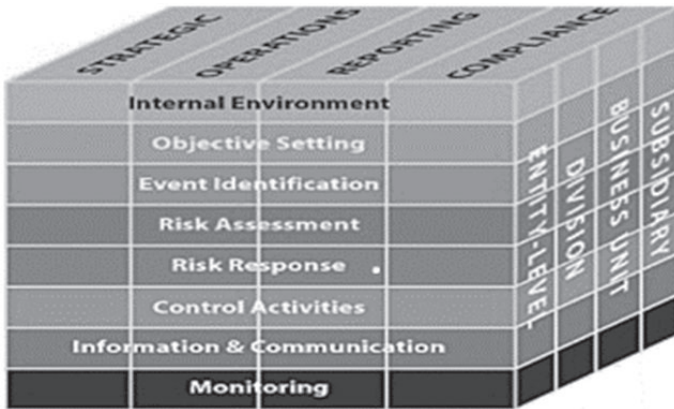 STRATEGIC
OPERATIONS
REPORTING
COMPLIANCE
Internal Environment
Objective Setting
Event Identification
Risk Assessment
Risk Response
Control Activities
Information & Communication
Monitoring
ENTITY-LEVEL
DIVISION
BUSINESS UNIT
SUBSIDIARY